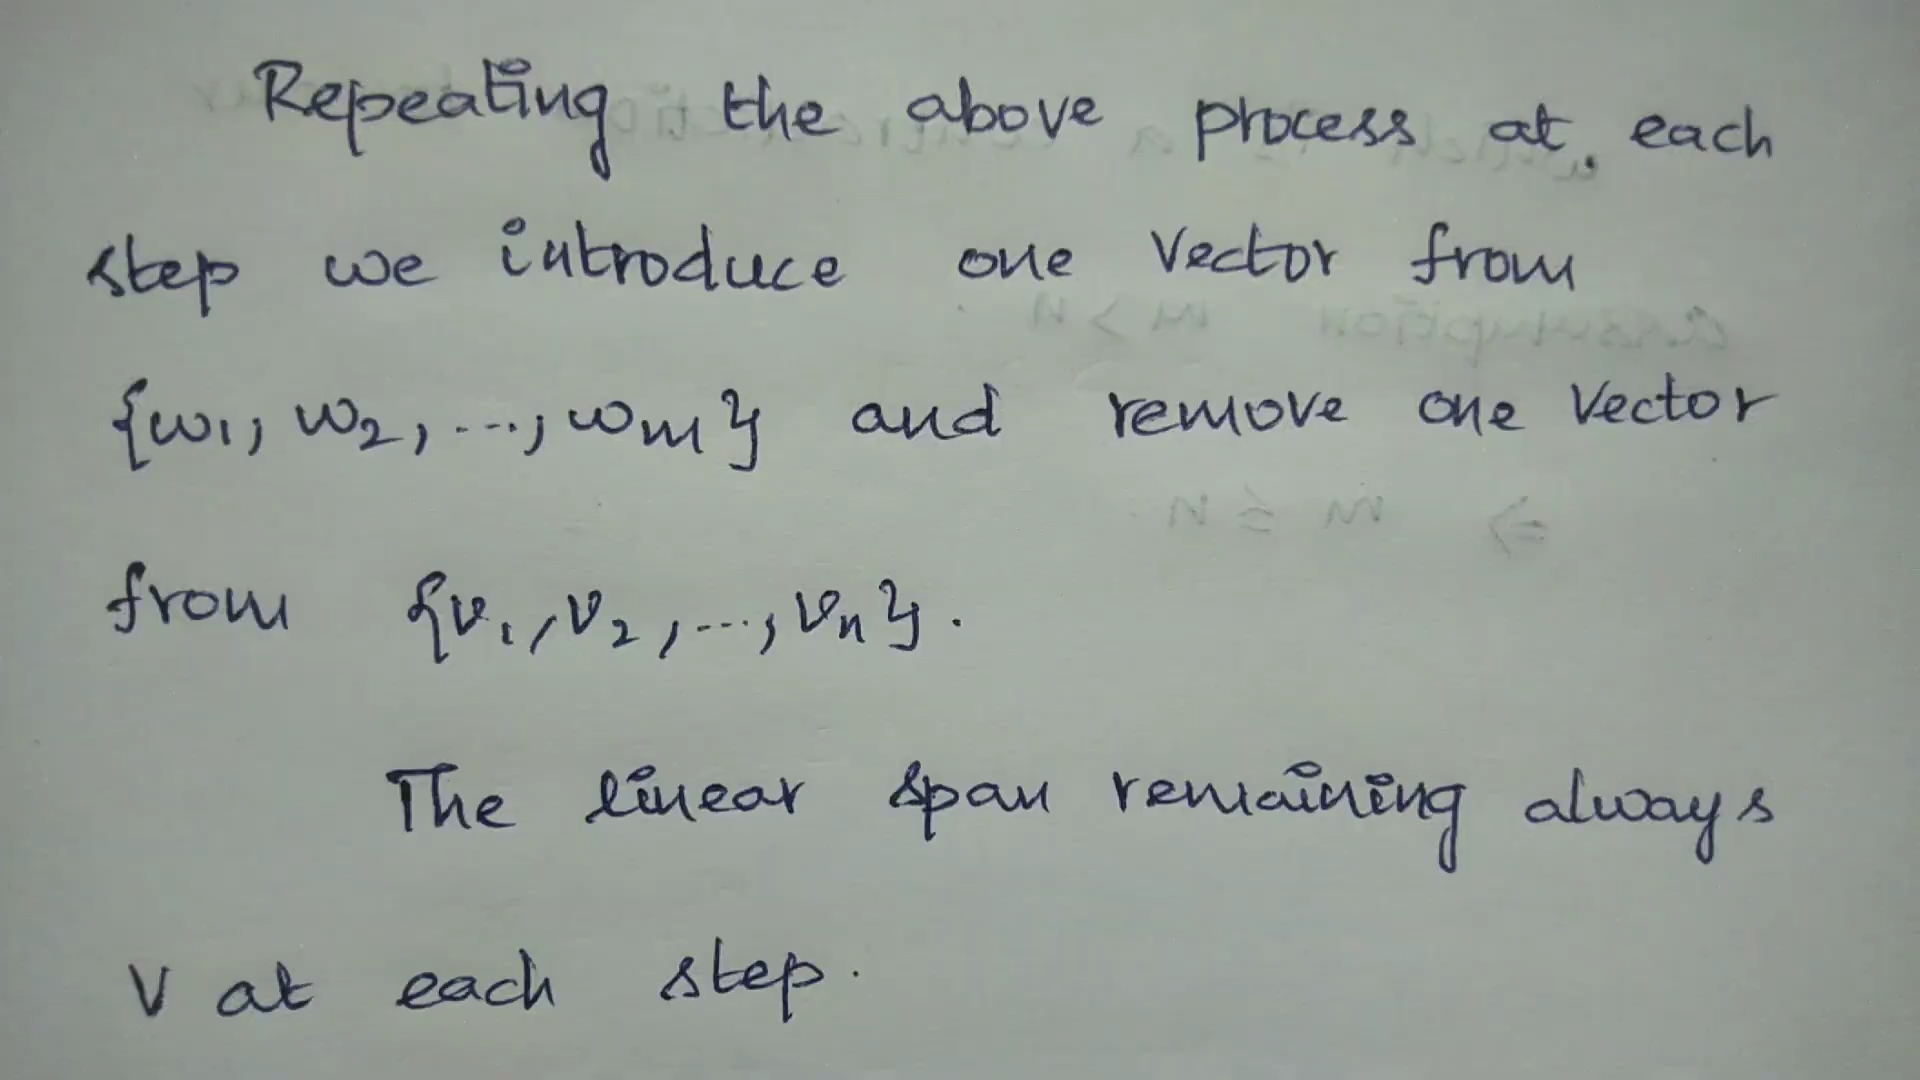 Repeating the above process at each
step we introduce one vector from
{w1, w2, ..., wm} and remove one vector
from {v1, v2, ..., vn}.
The linear span remaining always
V at each step.